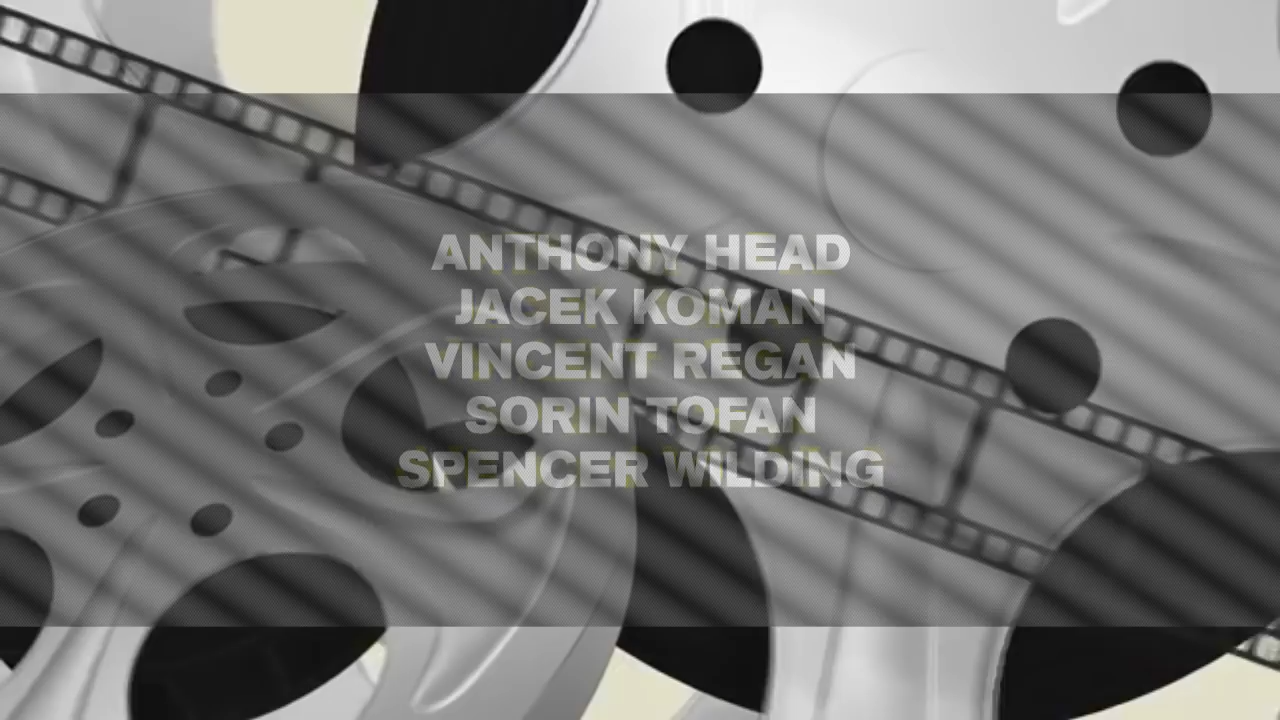 ANTHONY HEAD
JACEK KOMAN
VINCENT REGAN
SORIN TOFAN
SPENCER WILDING